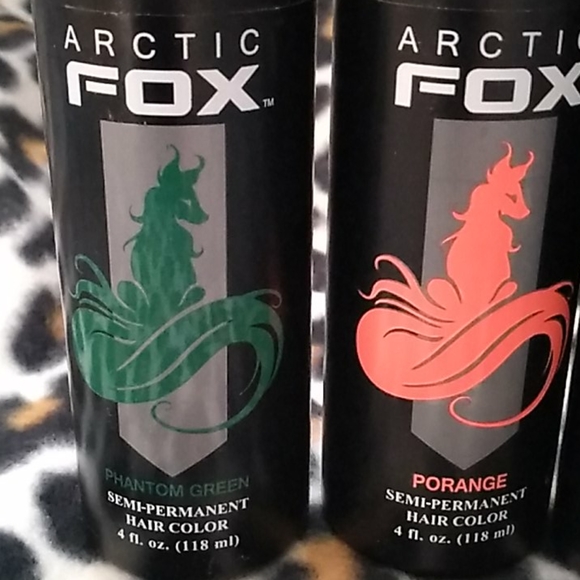 ARCTIC
FOX™
PHANTOM GREEN
SEMI-PERMANENT
HAIR COLOR
4 fl. oz. (118 ml)
ARCTIC
FOX
PORANGE
SEMI-PERMANENT
HAIR COLOR
4 fl. oz. (118 ml)